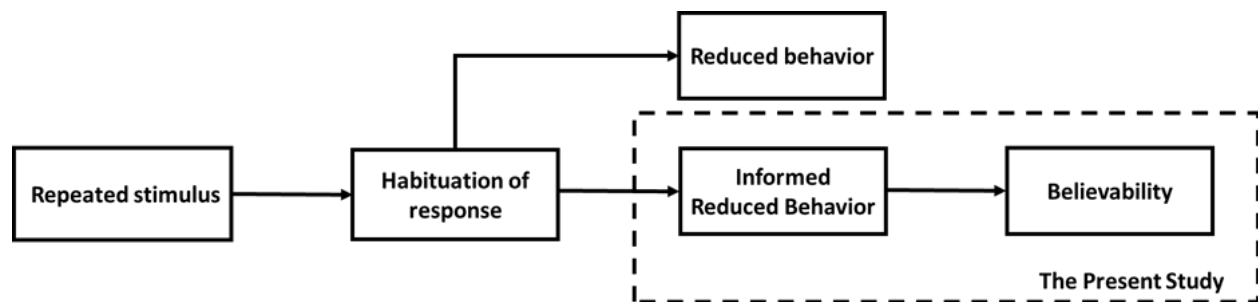 Reduced behavior
Repeated stimulus
Habituation of
response
Informed
Reduced Behavior
Believability
The Present Study